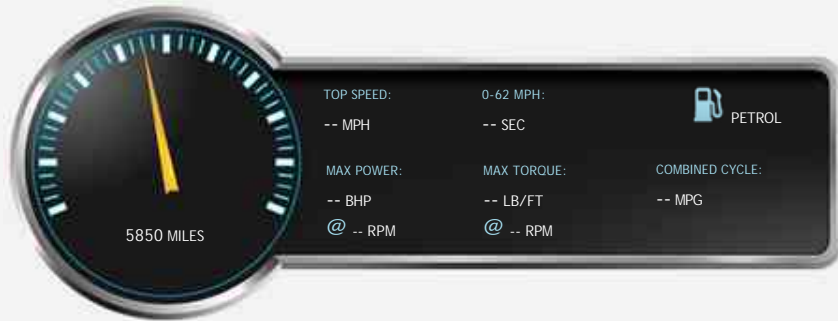 TOP SPEED:
-- MPH
0-62 MPH:
-- SEC
PETROL
MAX POWER:
-- BHP
@ -- RPM
MAX TORQUE:
-- LB/FT
@ -- RPM
COMBINED CYCLE:
-- MPG
5850 MILES